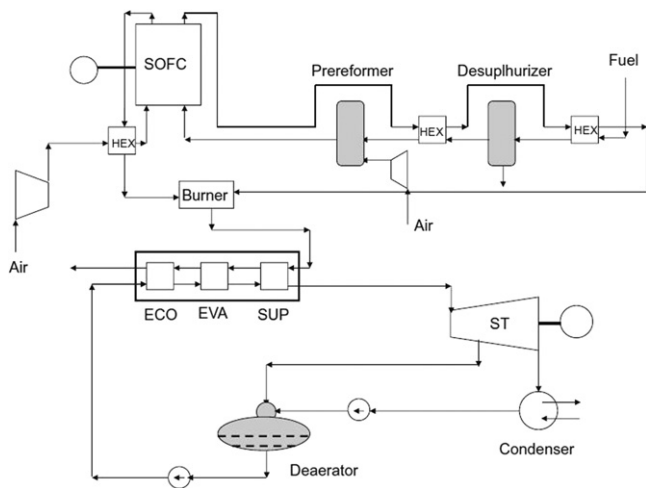 Fuel
SOFC
Prereformer
Desuplhurizer
HEX
HEX
HEX
Burner
Air
Air
ECO
EVA
SUP
ST
Condenser
Deaerator